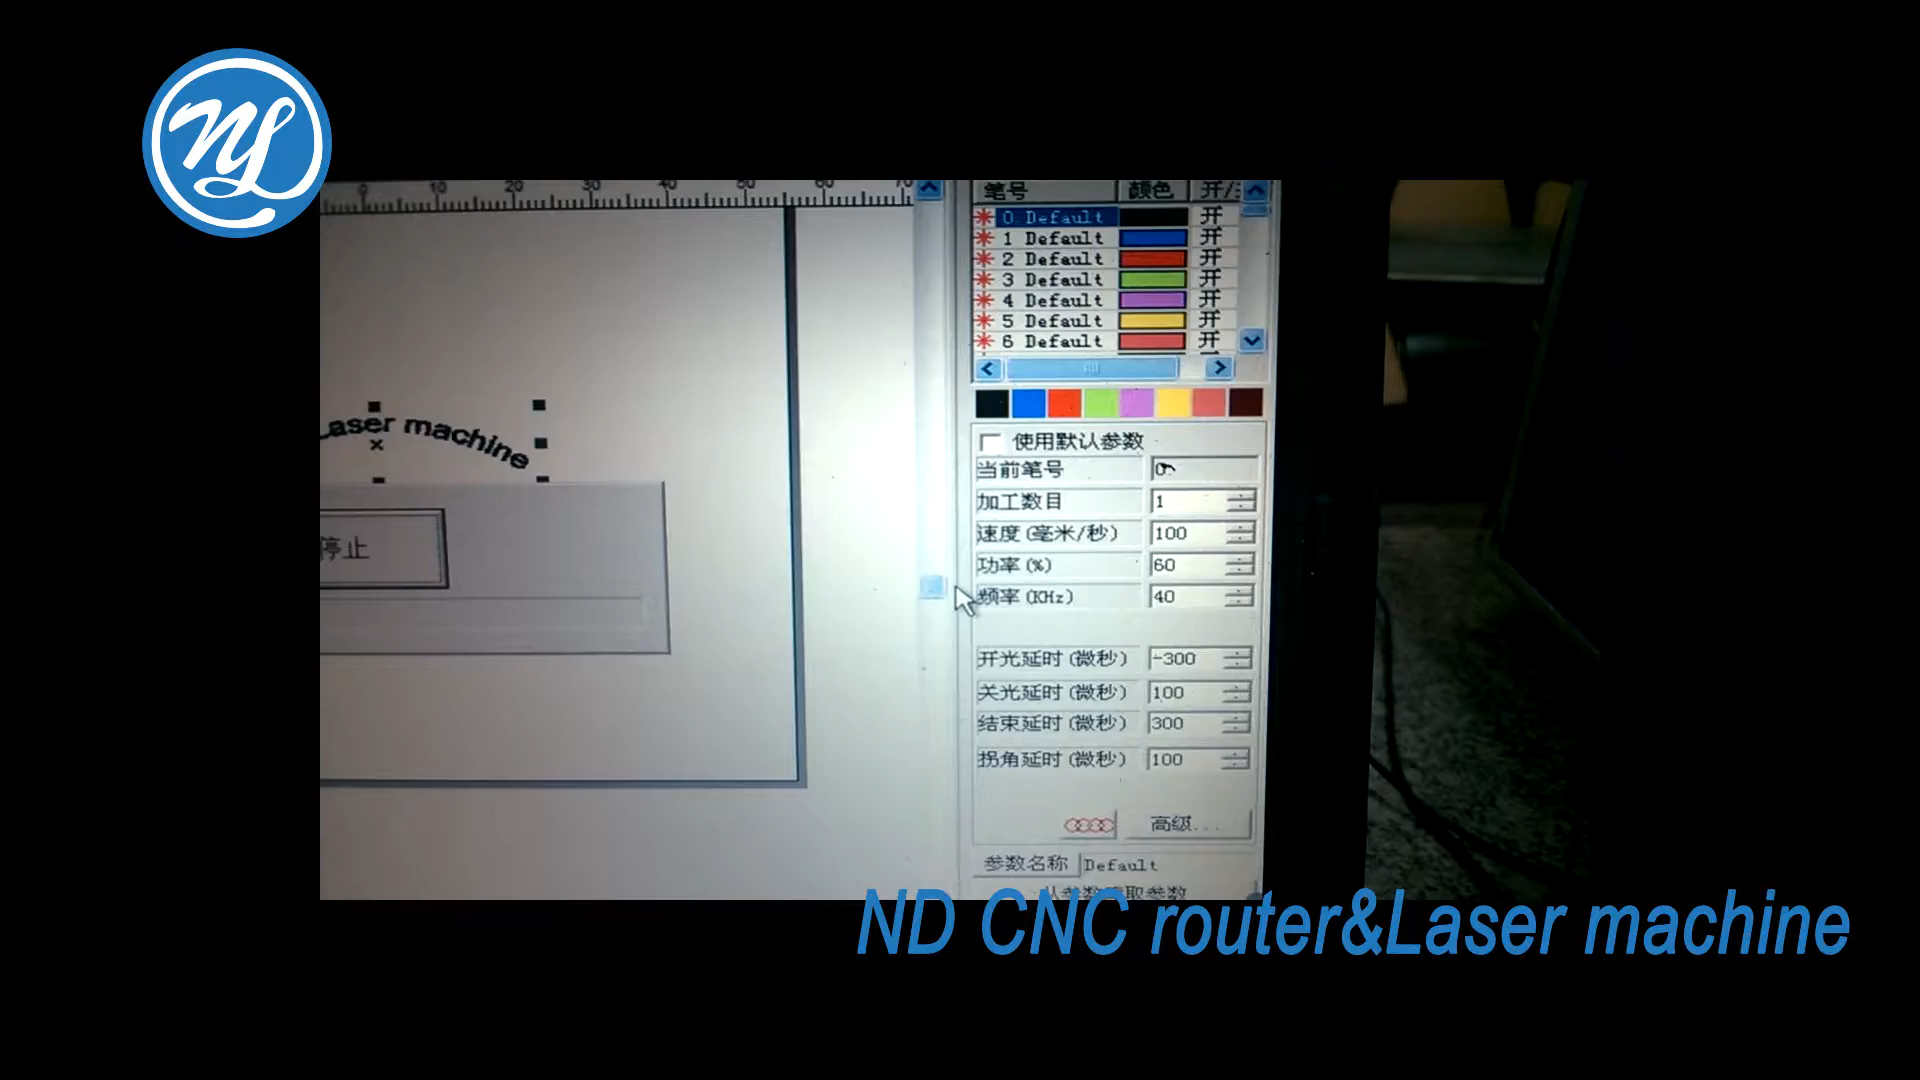 0 10 20 30 40 50 60 70
笔号 颜色 开/
0 Default 开
1 Default 开
2 Default 开
3 Default 开
4 Default 开
5 Default 开
6 Default 开
Laser machine
停止
使用默认参数
当前笔号 0
加工数目 1
速度(毫米/秒) 100
功率(%) 60
频率(KHz) 40
开光延时(微秒) -300
关光延时(微秒) 100
结束延时(微秒) 300
拐角延时(微秒) 100
高级...
参数名称 Default
ND CNC router&Laser machine